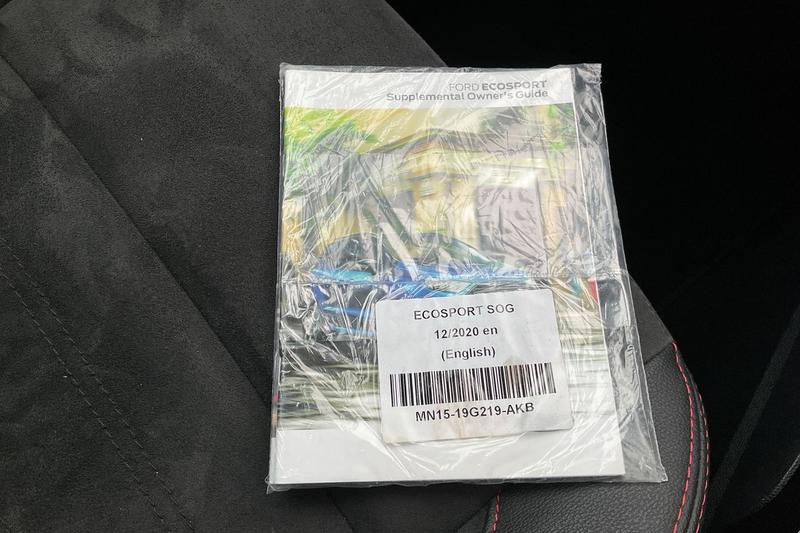 FORD ECOSPORT
Supplemental Owner's Guide
ECOSPORT SOG
12/2020 en
(English)
MN15-19G219-AKB